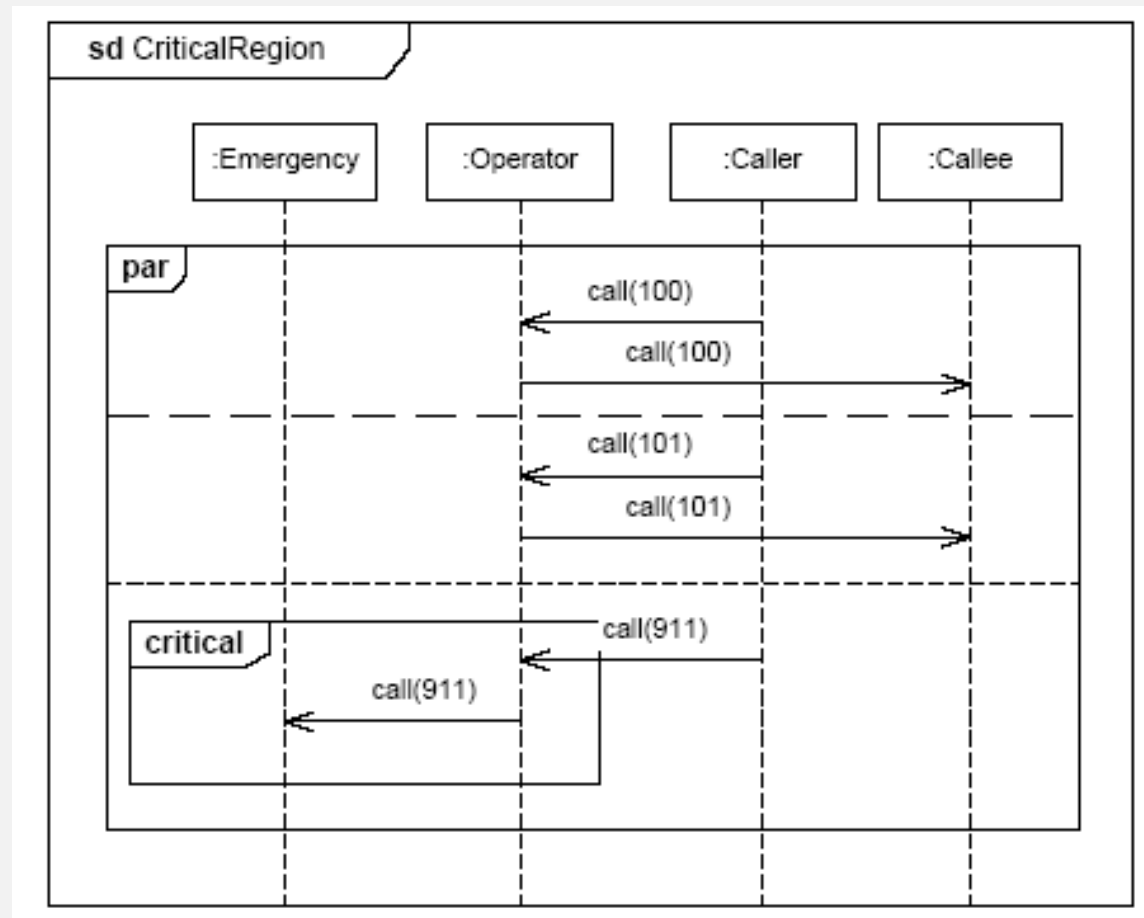 sd CriticalRegion
:Emergency
:Operator
:Caller
:Callee
par
call(100)
call(100)
call(101)
call(101)
critical
call(911)
call(911)